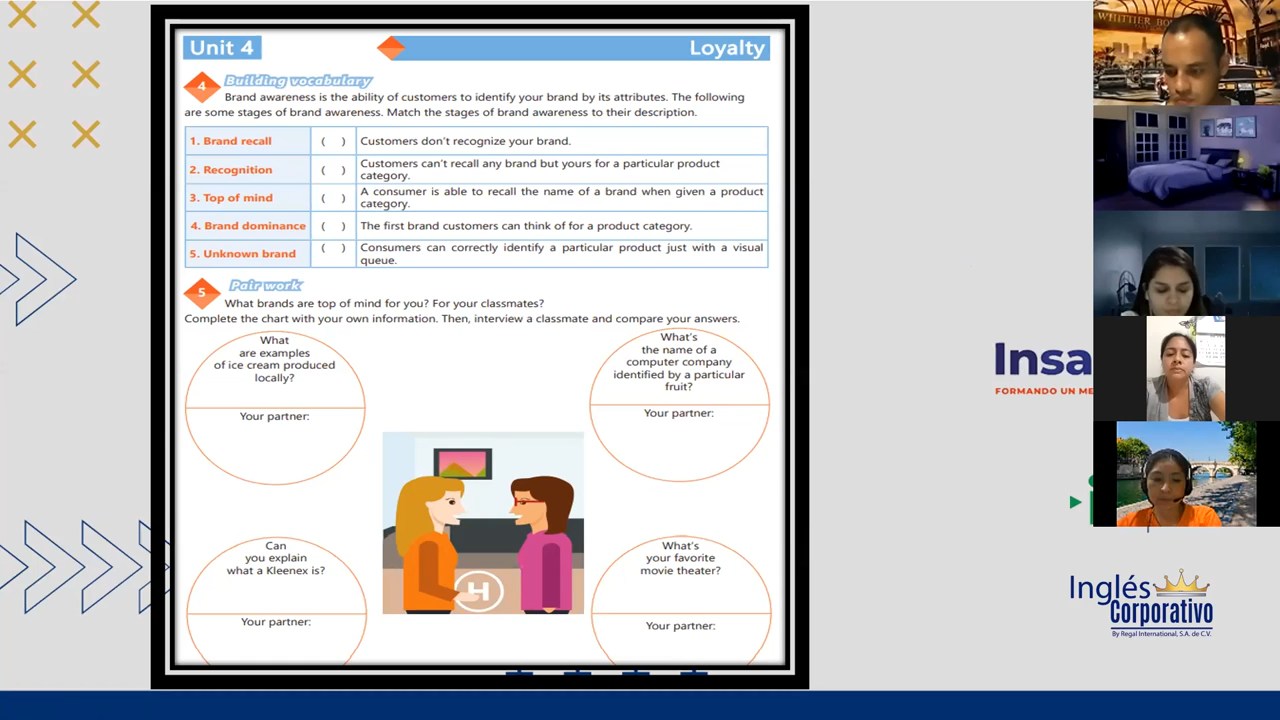 Unit 4
Loyalty
4
Building vocabulary
Brand awareness is the ability of customers to identify your brand by its attributes. The following
are some stages of brand awareness. Match the stages of brand awareness to their description.
1. Brand recall ( ) Customers don't recognize your brand.
2. Recognition ( ) Customers can't recall any brand but yours for a particular product
category.
3. Top of mind ( ) A consumer is able to recall the name of a brand when given a product
category.
4. Brand dominance ( ) The first brand customers can think of for a product category.
5. Unknown brand ( ) Consumers can correctly identify a particular product just with a visual
queue.
5
Pair work
What brands are top of mind for you? For your classmates?
Complete the chart with your own information. Then, interview a classmate and compare your answers.
What
are examples
of ice cream produced
locally?
Your partner:
What's
the name of a
computer company
identified by a particular
fruit?
Your partner:
H
Can
you explain
what a Kleenex is?
Your partner:
What's
your favorite
movie theater?
Your partner:
WHITTIER BO
Insa
FORMANDO UN ME
Inglés
Corporativo
By Regal International, S.A. de C.V.